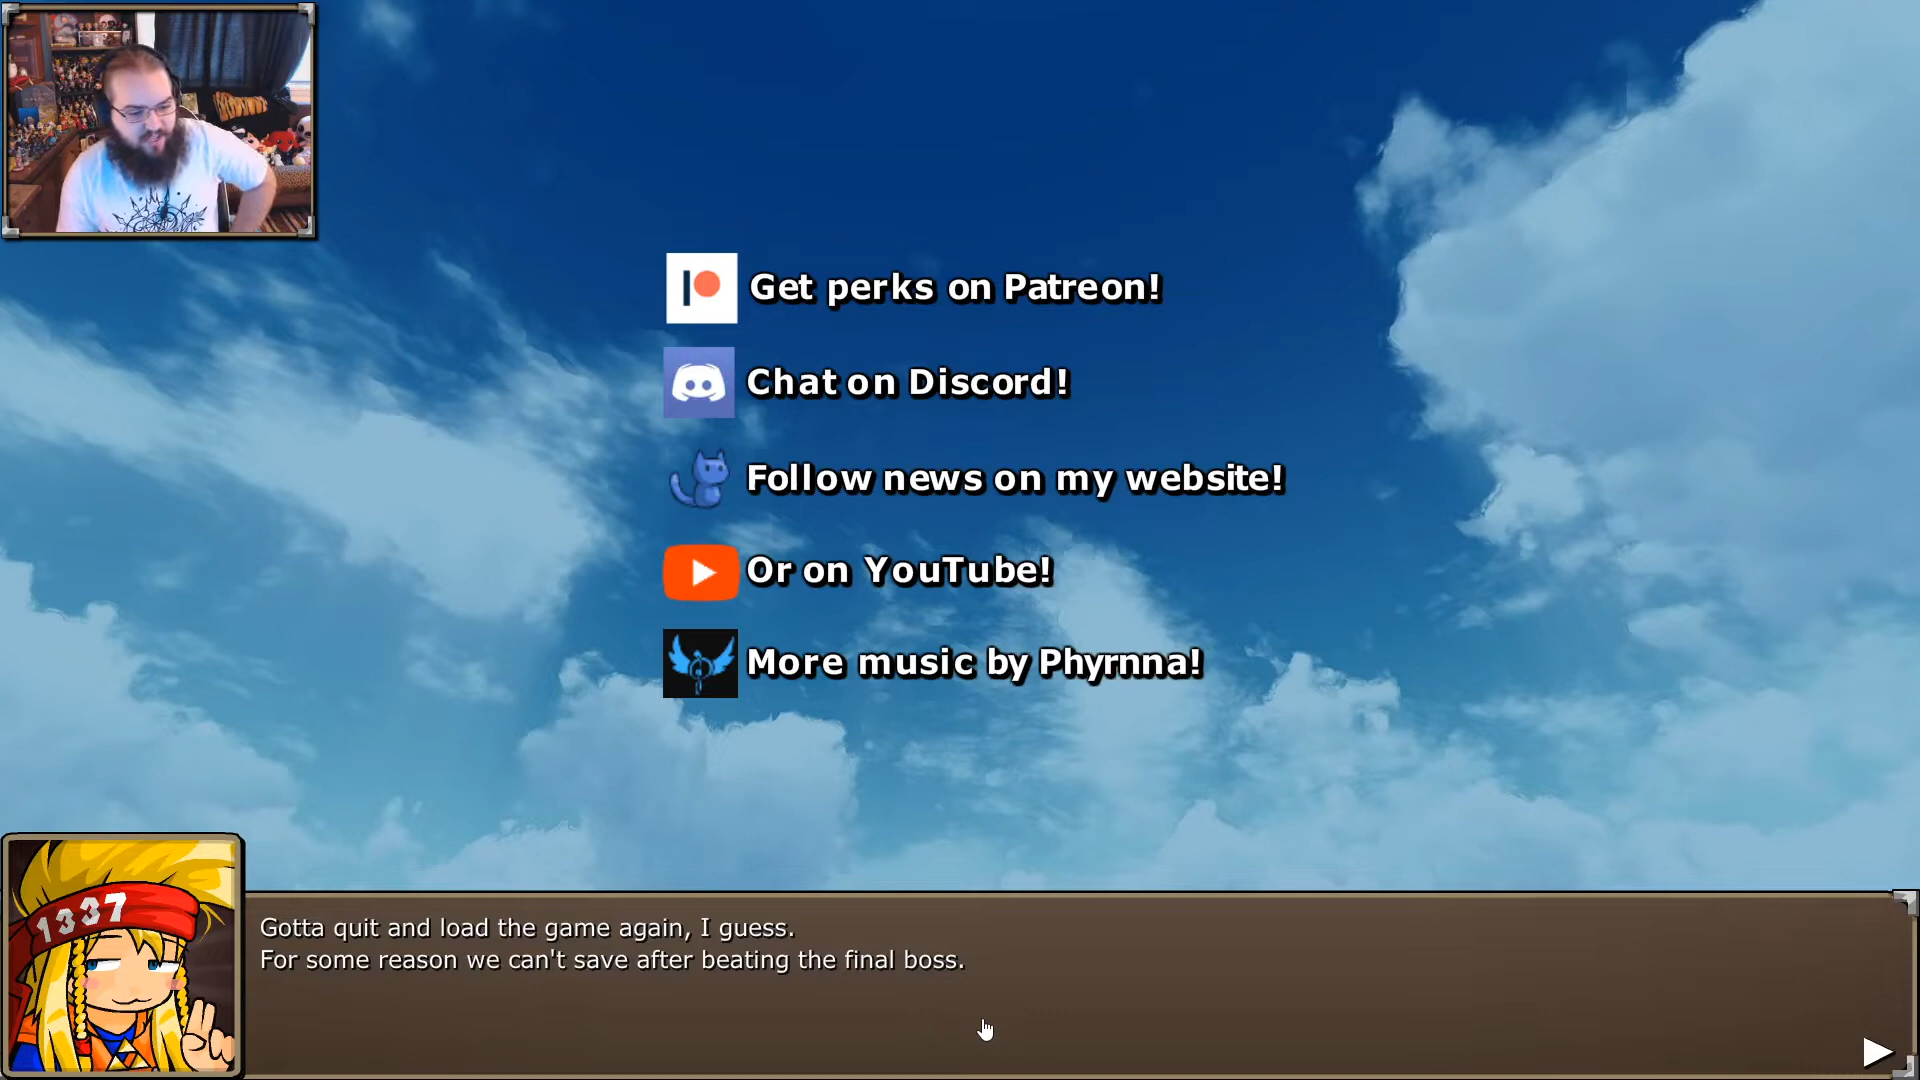 Get perks on Patreon!
Chat on Discord!
Follow news on my website!
Or on YouTube!
More music by Phyrnna!
1337
Gotta quit and load the game again, I guess.
For some reason we can't save after beating the final boss.